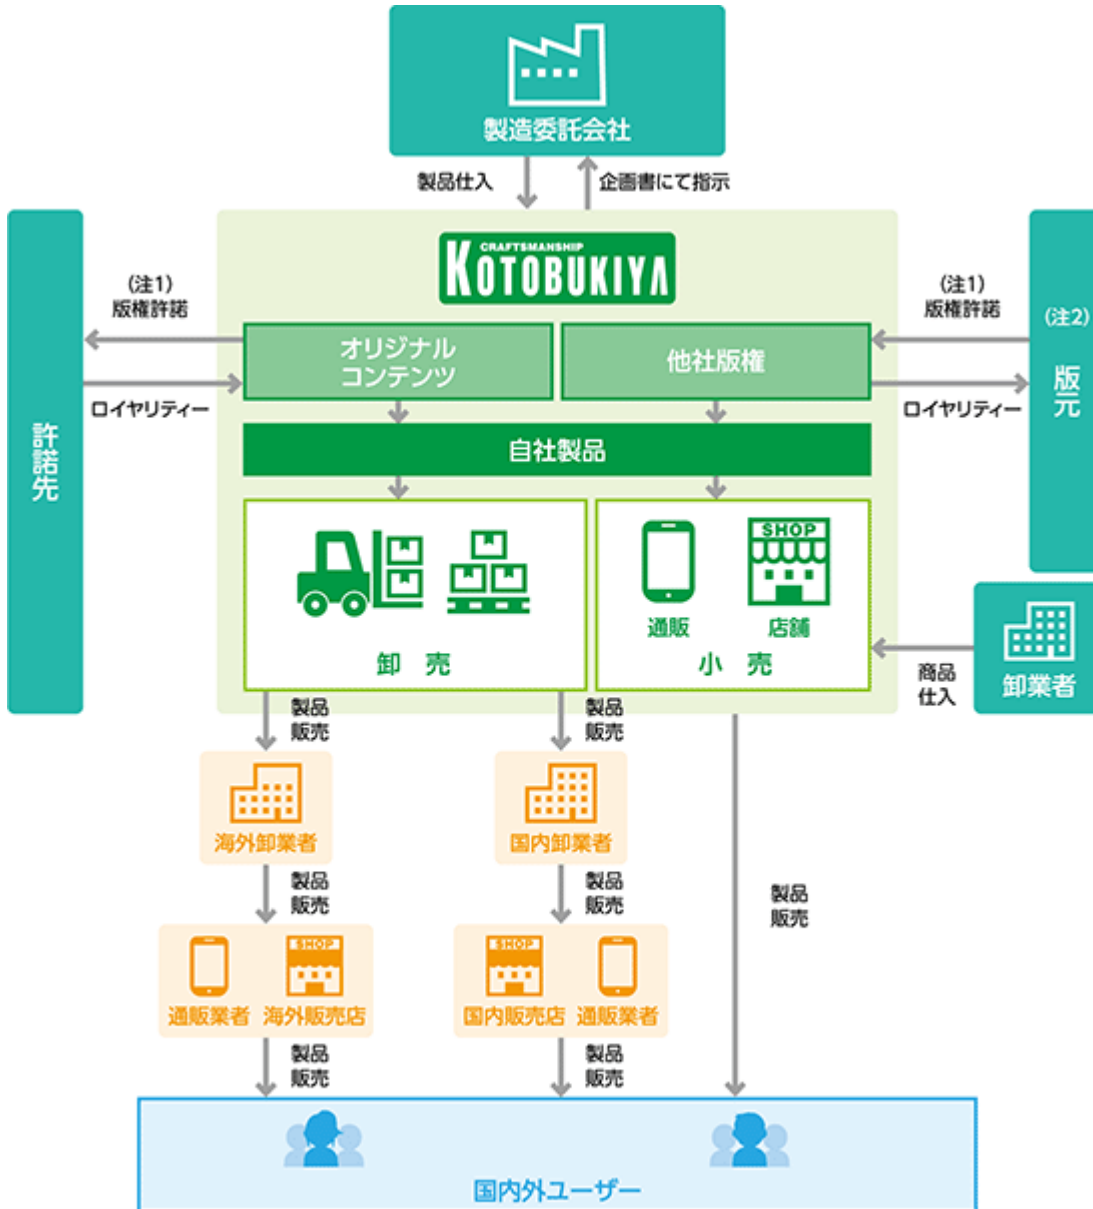 製造委託会社
製品仕入
企画書にて指示
CRAFTSMANSHIP
KOTOBUKIYA
(注1)
版権許諾
ロイヤリティー
許諾先
オリジナル
コンテンツ
他社版権
(注1)
版権許諾
ロイヤリティー
(注2)
版元
自社製品
卸売
SHOP
通販
店舗
小売
商品
仕入
卸業者
製品
販売
製品
販売
海外卸業者
国内卸業者
製品
販売
製品
販売
製品
販売
SHOP
通販業者
海外販売店
SHOP
国内販売店
通販業者
製品
販売
製品
販売
国内外ユーザー